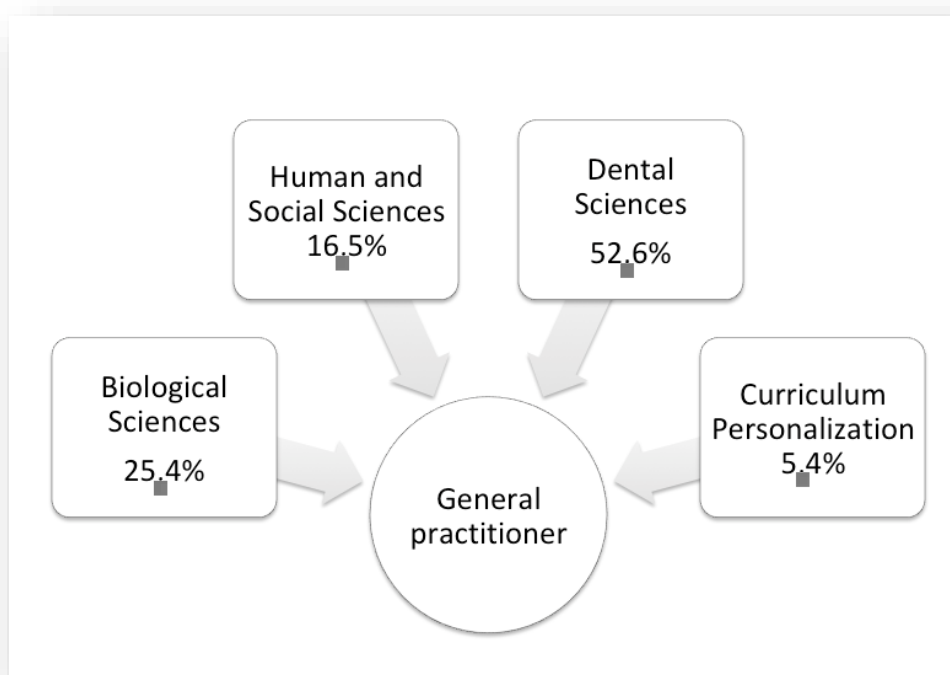 Human and
Social Sciences
16.5%
Dental
Sciences
52.6%
Biological
Sciences
25.4%
Curriculum
Personalization
5.4%
General
practitioner